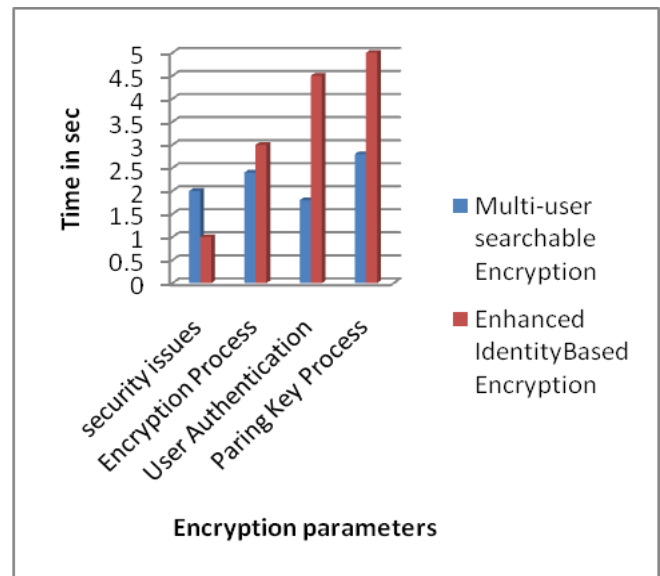 5
4.5
4
3.5
3
2.5
2
1.5
1
0.5
0
Time in sec
security issues
Encryption Process
User Authentication
Paring Key Process
Encryption parameters
Multi-user
searchable
Encryption
Enhanced
IdentityBased
Encryption